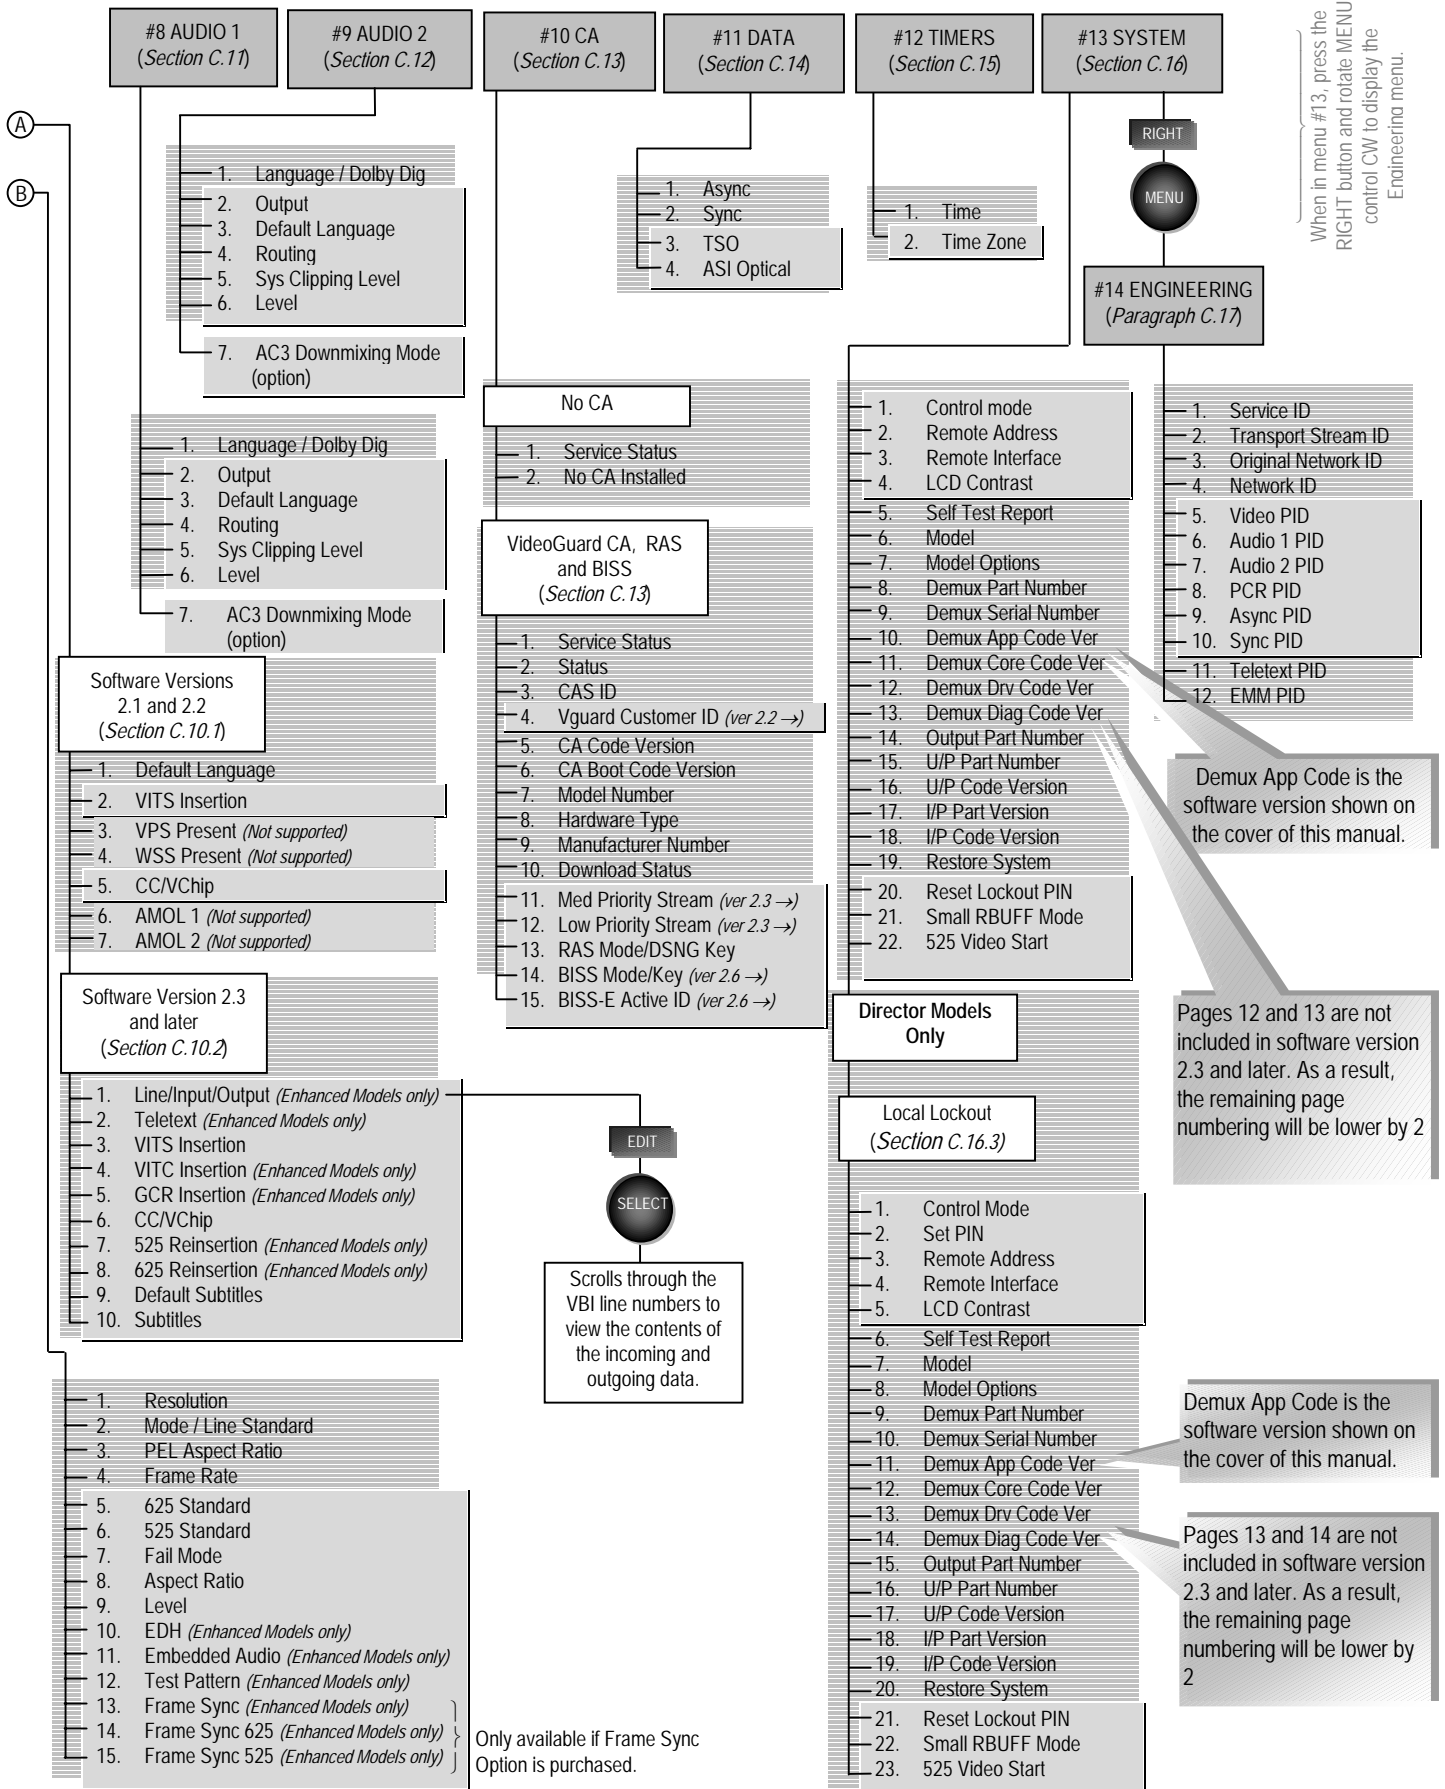 #8 AUDIO 1
(Section C.11)
#9 AUDIO 2
(Section C.12)
#10 CA
(Section C.13)
#11 DATA
(Section C.14)
#12 TIMERS
(Section C.15)
#13 SYSTEM
(Section C.16)
When in menu #13, press the
RIGHT button and rotate MENU
control CW to display the
Engineering menu.
A
B
RIGHT
MENU
#14 ENGINEERING
(Paragraph C.17)
1. Language / Dolby Dig
2. Output
3. Default Language
4. Routing
5. Sys Clipping Level
6. Level
7. AC3 Downmixing Mode
(option)
1. Async
2. Sync
3. TSO
4. ASI Optical
1. Time
2. Time Zone
1. Language / Dolby Dig
2. Output
3. Default Language
4. Routing
5. Sys Clipping Level
6. Level
7. AC3 Downmixing Mode
(option)
No CA
1. Service Status
2. No CA Installed
VideoGuard CA, RAS
and BISS
(Section C.13)
1. Service Status
2. Status
3. CAS ID
4. Vguard Customer ID (ver 2.2 →)
5. CA Code Version
6. CA Boot Code Version
7. Model Number
8. Hardware Type
9. Manufacturer Number
10. Download Status
11. Med Priority Stream (ver 2.3 →)
12. Low Priority Stream (ver 2.3 →)
13. RAS Mode/DSNG Key
14. BISS Mode/Key (ver 2.6 →)
15. BISS-E Active ID (ver 2.6 →)
1. Control mode
2. Remote Address
3. Remote Interface
4. LCD Contrast
5. Self Test Report
6. Model
7. Model Options
8. Demux Part Number
9. Demux Serial Number
10. Demux App Code Ver
11. Demux Core Code Ver
12. Demux Drv Code Ver
13. Demux Diag Code Ver
14. Output Part Number
15. U/P Part Number
16. U/P Code Version
17. I/P Part Version
18. I/P Code Version
19. Restore System
20. Reset Lockout PIN
21. Small RBUFF Mode
22. 525 Video Start
1. Service ID
2. Transport Stream ID
3. Original Network ID
4. Network ID
5. Video PID
6. Audio 1 PID
7. Audio 2 PID
8. PCR PID
9. Async PID
10. Sync PID
11. Teletext PID
12. EMM PID
Demux App Code is the
software version shown on
the cover of this manual.
Pages 12 and 13 are not
included in software version
2.3 and later. As a result,
the remaining page
numbering will be lower by 2
Software Versions
2.1 and 2.2
(Section C.10.1)
1. Default Language
2. VITS Insertion
3. VPS Present (Not supported)
4. WSS Present (Not supported)
5. CC/VChip
6. AMOL 1 (Not supported)
7. AMOL 2 (Not supported)
Software Version 2.3
and later
(Section C.10.2)
1. Line/Input/Output (Enhanced Models only)
2. Teletext (Enhanced Models only)
3. VITS Insertion
4. VITC Insertion (Enhanced Models only)
5. GCR Insertion (Enhanced Models only)
6. CC/VChip
7. 525 Reinsertion (Enhanced Models only)
8. 625 Reinsertion (Enhanced Models only)
9. Default Subtitles
10. Subtitles
EDIT
SELECT
Scrolls through the
VBI line numbers to
view the contents of
the incoming and
outgoing data.
Director Models
Only
Local Lockout
(Section C.16.3)
1. Control Mode
2. Set PIN
3. Remote Address
4. Remote Interface
5. LCD Contrast
6. Self Test Report
7. Model
8. Model Options
9. Demux Part Number
10. Demux Serial Number
11. Demux App Code Ver
12. Demux Core Code Ver
13. Demux Drv Code Ver
14. Demux Diag Code Ver
15. Output Part Number
16. U/P Part Number
17. U/P Code Version
18. I/P Part Version
19. I/P Code Version
20. Restore System
21. Reset Lockout PIN
22. Small RBUFF Mode
23. 525 Video Start
Demux App Code is the
software version shown on
the cover of this manual.
Pages 13 and 14 are not
included in software version
2.3 and later. As a result,
the remaining page
numbering will be lower by
2
1. Resolution
2. Mode / Line Standard
3. PEL Aspect Ratio
4. Frame Rate
5. 625 Standard
6. 525 Standard
7. Fail Mode
8. Aspect Ratio
9. Level
10. EDH (Enhanced Models only)
11. Embedded Audio (Enhanced Models only)
12. Test Pattern (Enhanced Models only)
13. Frame Sync (Enhanced Models only)
14. Frame Sync 625 (Enhanced Models only)
15. Frame Sync 525 (Enhanced Models only)
Only available if Frame Sync
Option is purchased.